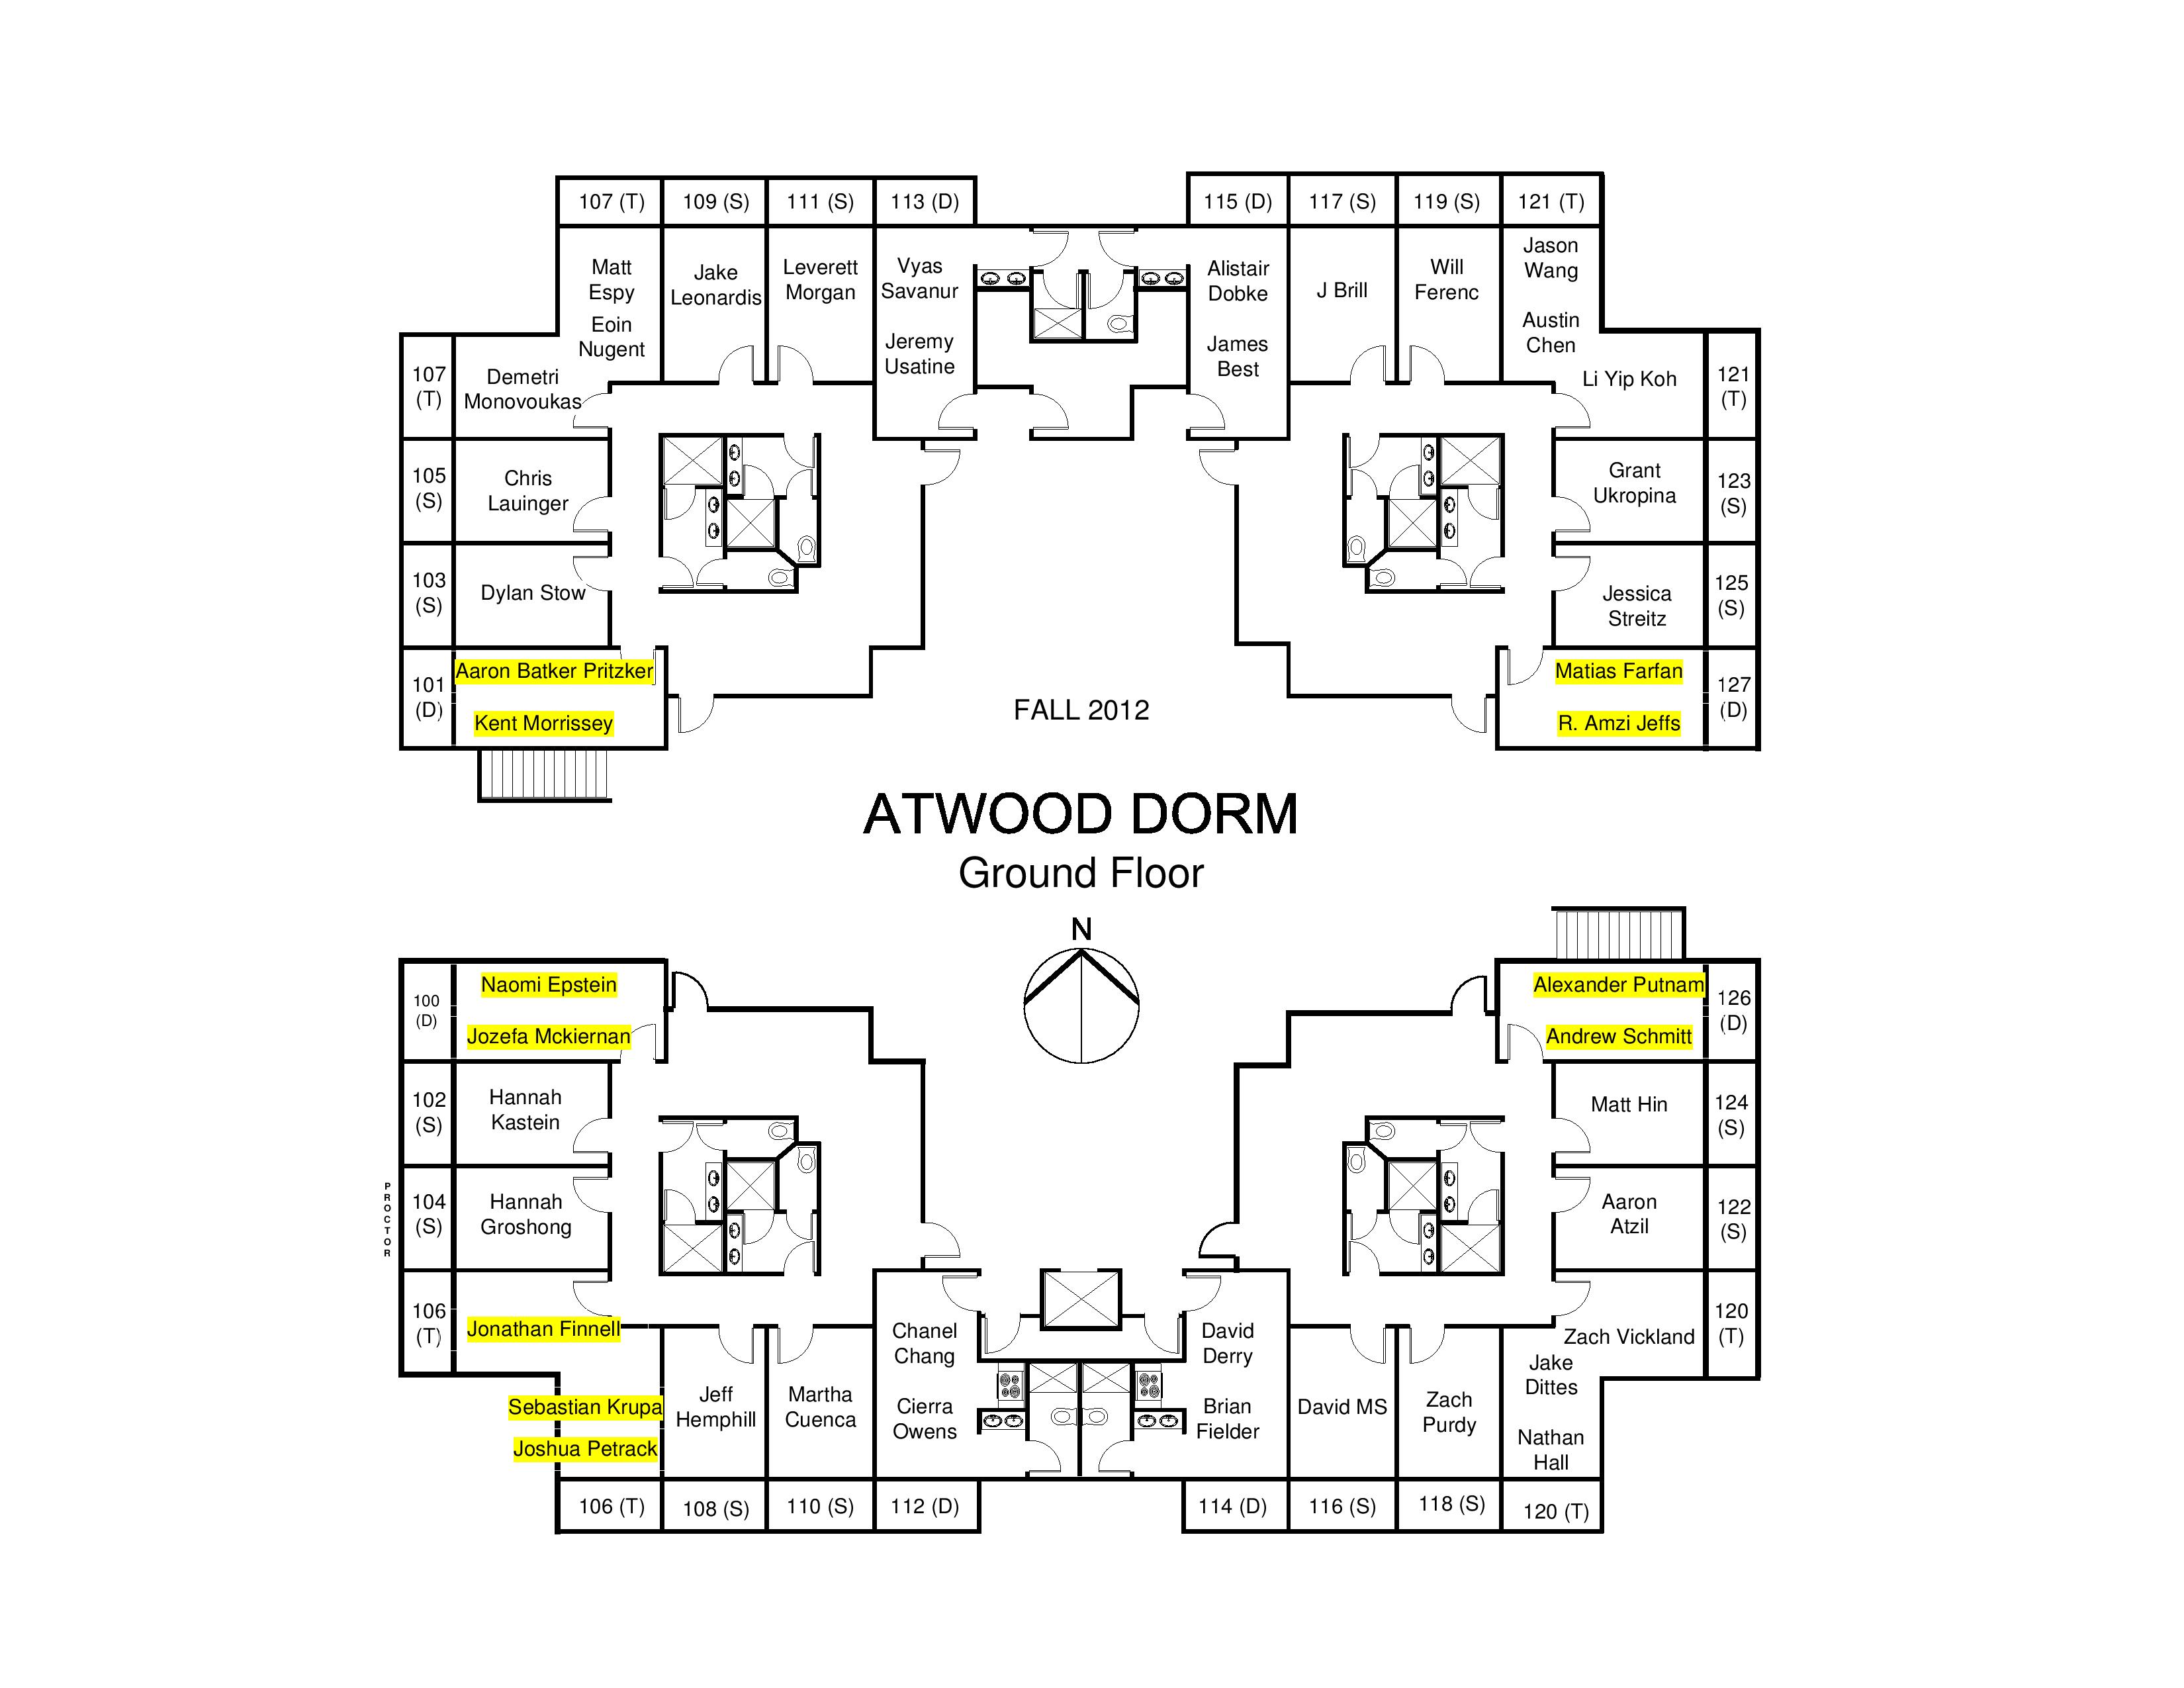 107 (T)
109 (S)
111 (S)
113 (D)
115 (D)
117 (S)
119 (S)
121 (T)
Matt
Espy
Eoin
Nugent
Jake
Leonardis
Leverett
Morgan
Vyas
Savanur
Jeremy
Usatine
Alistair
Dobke
James
Best
J Brill
Will
Ferenc
Jason
Wang
Austin
Chen
Li Yip Koh
107
(T)
Demetri
Monovoukas
121
(T)
105
(S)
Chris
Lauinger
Grant
Ukropina
123
(S)
103
(S)
Dylan Stow
Jessica
Streitz
125
(S)
101
(D)
Aaron Batker Pritzker
Kent Morrissey
Matias Farfan
R. Amzi Jeffs
127
(D)
FALL 2012
ATWOOD DORM
Ground Floor
N
100
(D)
Naomi Epstein
Jozefa Mckiernan
Alexander Putnam
Andrew Schmitt
126
(D)
102
(S)
Hannah
Kastein
Matt Hin
124
(S)
PROCTOR
104
(S)
Hannah
Groshong
Aaron
Atzil
122
(S)
106
(T)
Jonathan Finnell
Sebastian Krupa
Joshua Petrack
Jeff
Hemphill
Martha
Cuenca
Chanel
Chang
Cierra
Owens
David
Derry
Brian
Fielder
David MS
Zach
Purdy
Zach Vickland
Jake
Dittes
Nathan
Hall
120
(T)
106 (T)
108 (S)
110 (S)
112 (D)
114 (D)
116 (S)
118 (S)
120 (T)